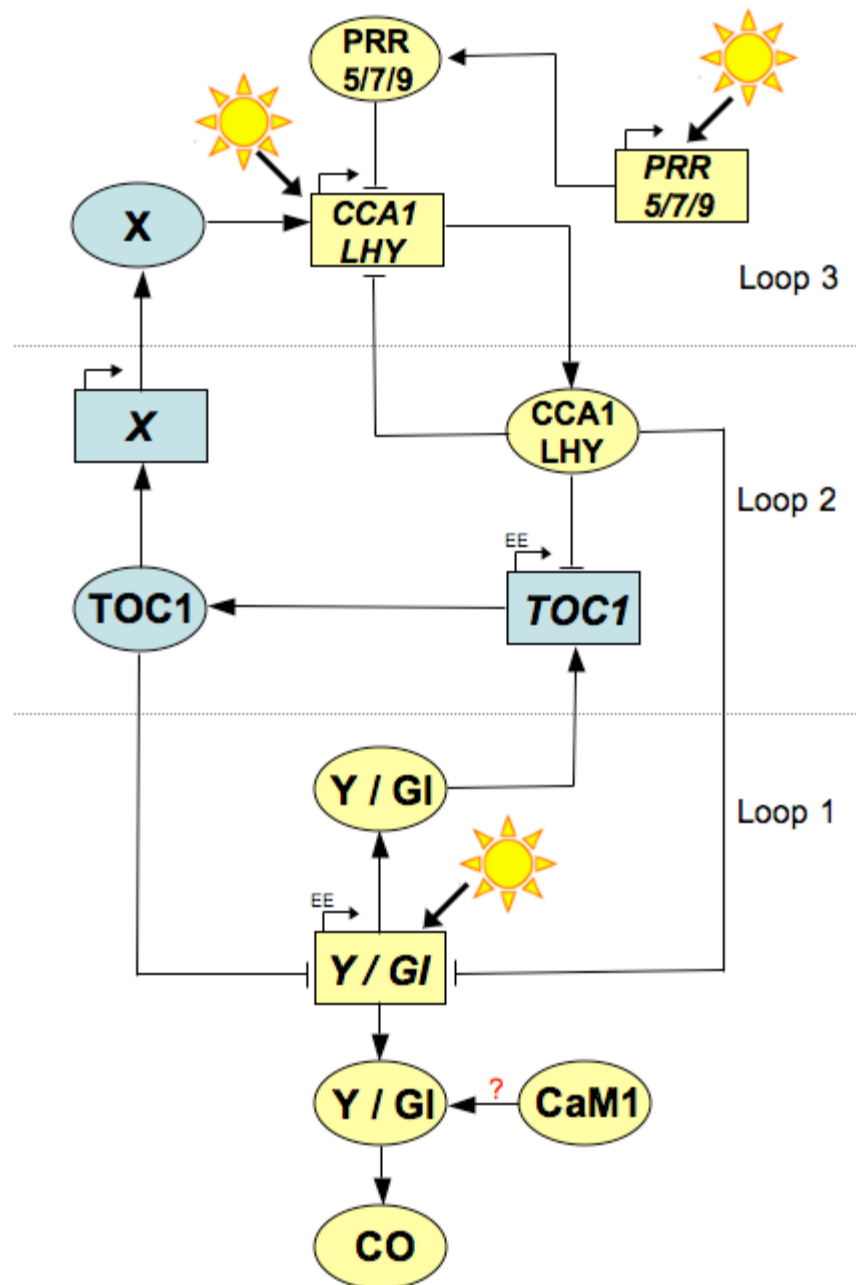 PRR
5/7/9
PRR
5/7/9
X
CCA1
LHY
Loop 3
X
CCA1
LHY
Loop 2
EE
TOC1
TOC1
Y / GI
Loop 1
EE
Y / GI
Y / GI
?
CaM1
CO